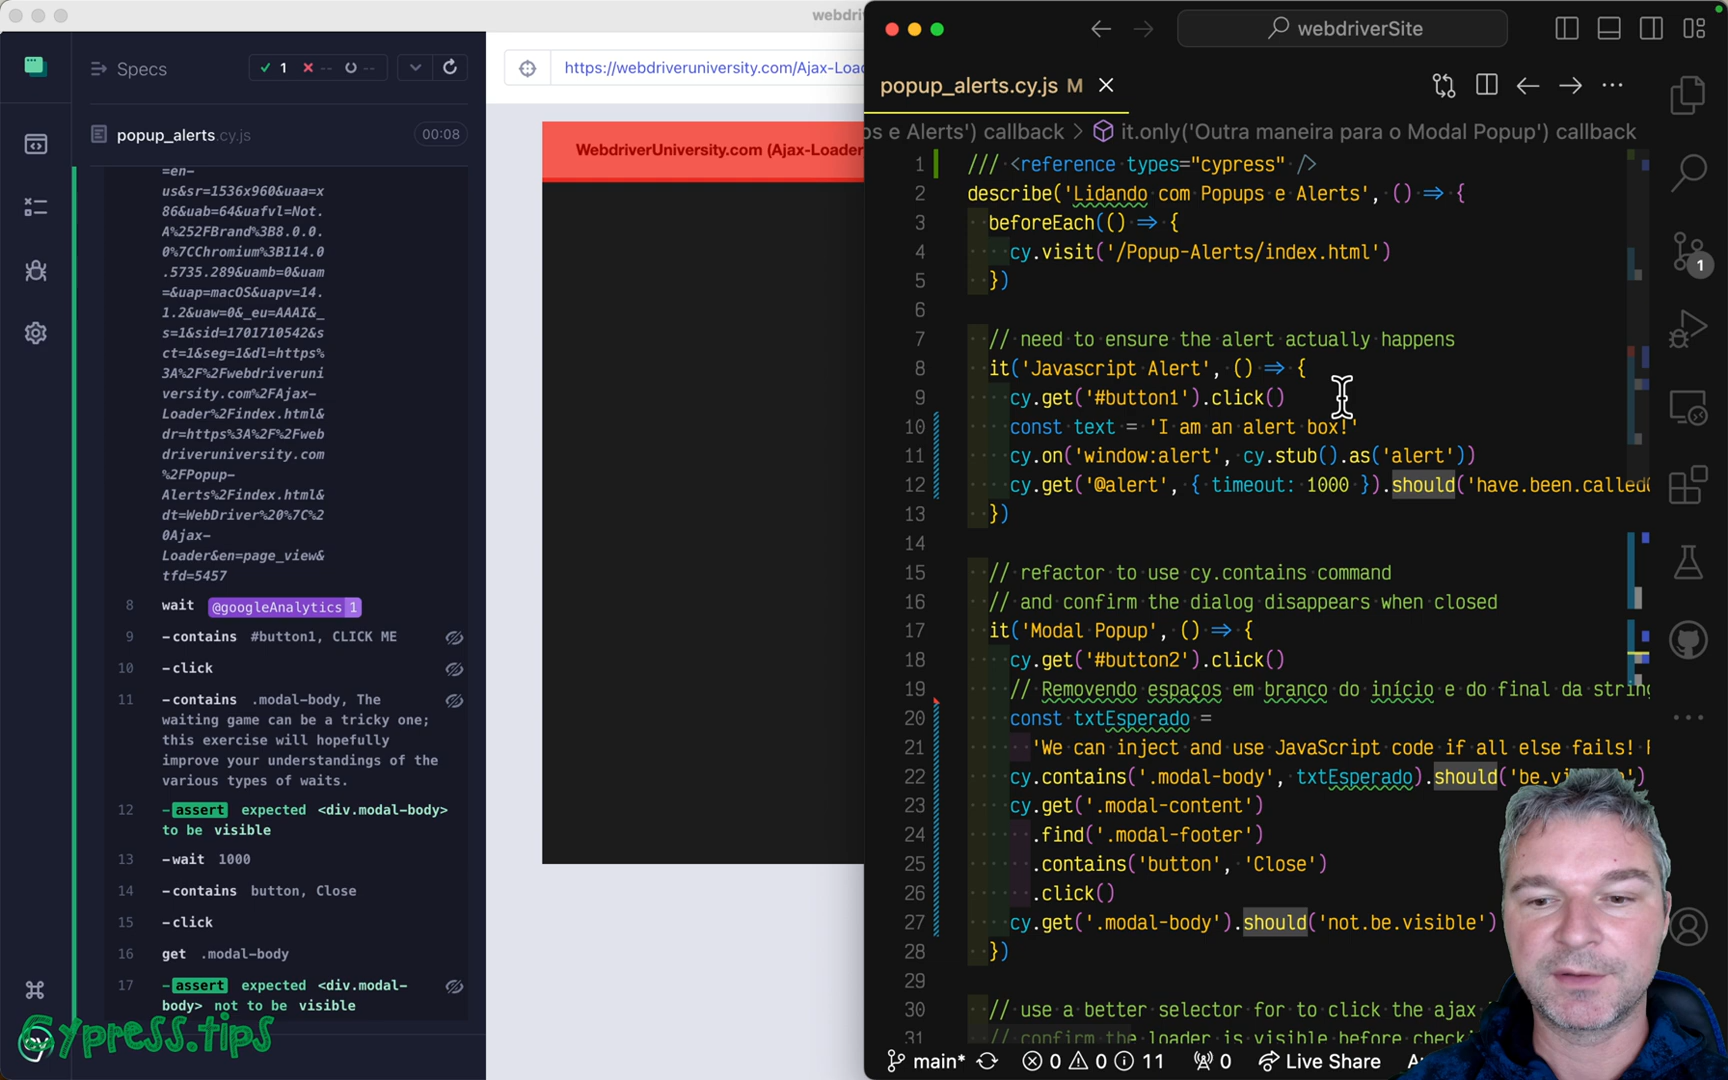 webdri
Specs
1
--
--
popup_alerts.cy.js
00:08
=en-
us&sr=1536x960&uaa=x
86&uab=64&uafvl=Not.
A%252FBrand%3B8.0.0.
0%7CChromium%3B114.0
.5735.289&uamb=0&uam
=&uap=macOS&uapv=14.
1.2&uaw=0&_eu=AAAI&_
s=1&sid=1701710542&s
ct=1&seg=1&dl=https%
3A%2F%2Fwebdriveruni
versity.com%2FAjax-
Loader%2Findex.html&
dr=https%3A%2F%2Fweb
driveruniversity.com
%2FPopup-
Alerts%2Findex.html&
dt=WebDriver%20%7C%2
0Ajax-
Loader&en=page_view&
tfd=5457
8 wait @googleAnalytics 1
9 -contains #button1, CLICK ME
10 -click
11 -contains .modal-body, The
waiting game can be a tricky one;
this exercise will hopefully
improve your understandings of the
various types of waits.
12 -assert expected <div.modal-body>
to be visible
13 -wait 1000
14 -contains button, Close
15 -click
16 get .modal-body
17 -assert expected <div.modal-
body> not to be visible
Cypress.tips
cy
https://webdriveruniversity.com/Ajax-Loa
WebdriverUniversity.com (Ajax-Loader
webdriverSite
popup_alerts.cy.js M
s e Alerts') callback > it.only('Outra maneira para o Modal Popup') callback
1 /// <reference types="cypress" />
2 describe('Lidando com Popups e Alerts', () => {
3 beforeEach(() => {
4 cy.visit('/Popup-Alerts/index.html')
5 })
6
7 // need to ensure the alert actually happens
8 it('Javascript Alert', () => {
9 cy.get('#button1').click()
10 const text = 'I am an alert box!'
11 cy.on('window:alert', cy.stub().as('alert'))
12 cy.get('@alert', { timeout: 1000 }).should('have.been.called
13 })
14
15 // refactor to use cy.contains command
16 // and confirm the dialog disappears when closed
17 it('Modal Popup', () => {
18 cy.get('#button2').click()
19 // Removendo espaços em branco do início e do final da string
20 const txtEsperado =
21 'We can inject and use JavaScript code if all else fails!
22 cy.contains('.modal-body', txtEsperado).should('be.vi
23 cy.get('.modal-content')
24 .find('.modal-footer')
25 .contains('button', 'Close')
26 .click()
27 cy.get('.modal-body').should('not.be.visible')
28 })
29
30 // use a better selector for to click the ajax
31 // confirm the loader is visible before checki
1
main* 0 0 11 0 Live Share